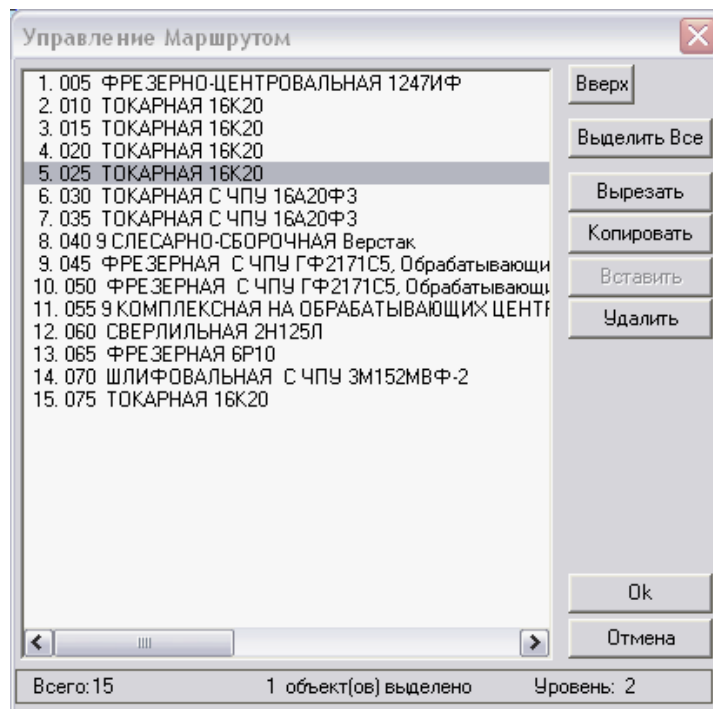 Управление Маршрутом
1. 005 ФРЕЗЕРНО-ЦЕНТРОВАЛЬНАЯ 1247ИФ
2. 010 ТОКАРНАЯ 16К20
3. 015 ТОКАРНАЯ 16К20
4. 020 ТОКАРНАЯ 16К20
5. 025 ТОКАРНАЯ 16К20
6. 030 ТОКАРНАЯ С ЧПУ 16А20Ф3
7. 035 ТОКАРНАЯ С ЧПУ 16А20Ф3
8. 040 9 СЛЕСАРНО-СБОРОЧНАЯ Верстак
9. 045 ФРЕЗЕРНАЯ С ЧПУ ГФ2171С5, Обрабатывающи
10. 050 ФРЕЗЕРНАЯ С ЧПУ ГФ2171С5, Обрабатывающи
11. 055 9 КОМПЛЕКСНАЯ НА ОБРАБАТЫВАЮЩИХ ЦЕНТР
12. 060 СВЕРЛИЛЬНАЯ 2Н125Л
13. 065 ФРЕЗЕРНАЯ 6Р10
14. 070 ШЛИФОВАЛЬНАЯ С ЧПУ 3М152МВФ-2
15. 075 ТОКАРНАЯ 16К20
Вверх
Выделить Все
Вырезать
Копировать
Вставить
Удалить
Ok
Отмена
Всего:15 1 объект(ов) выделено Уровень: 2